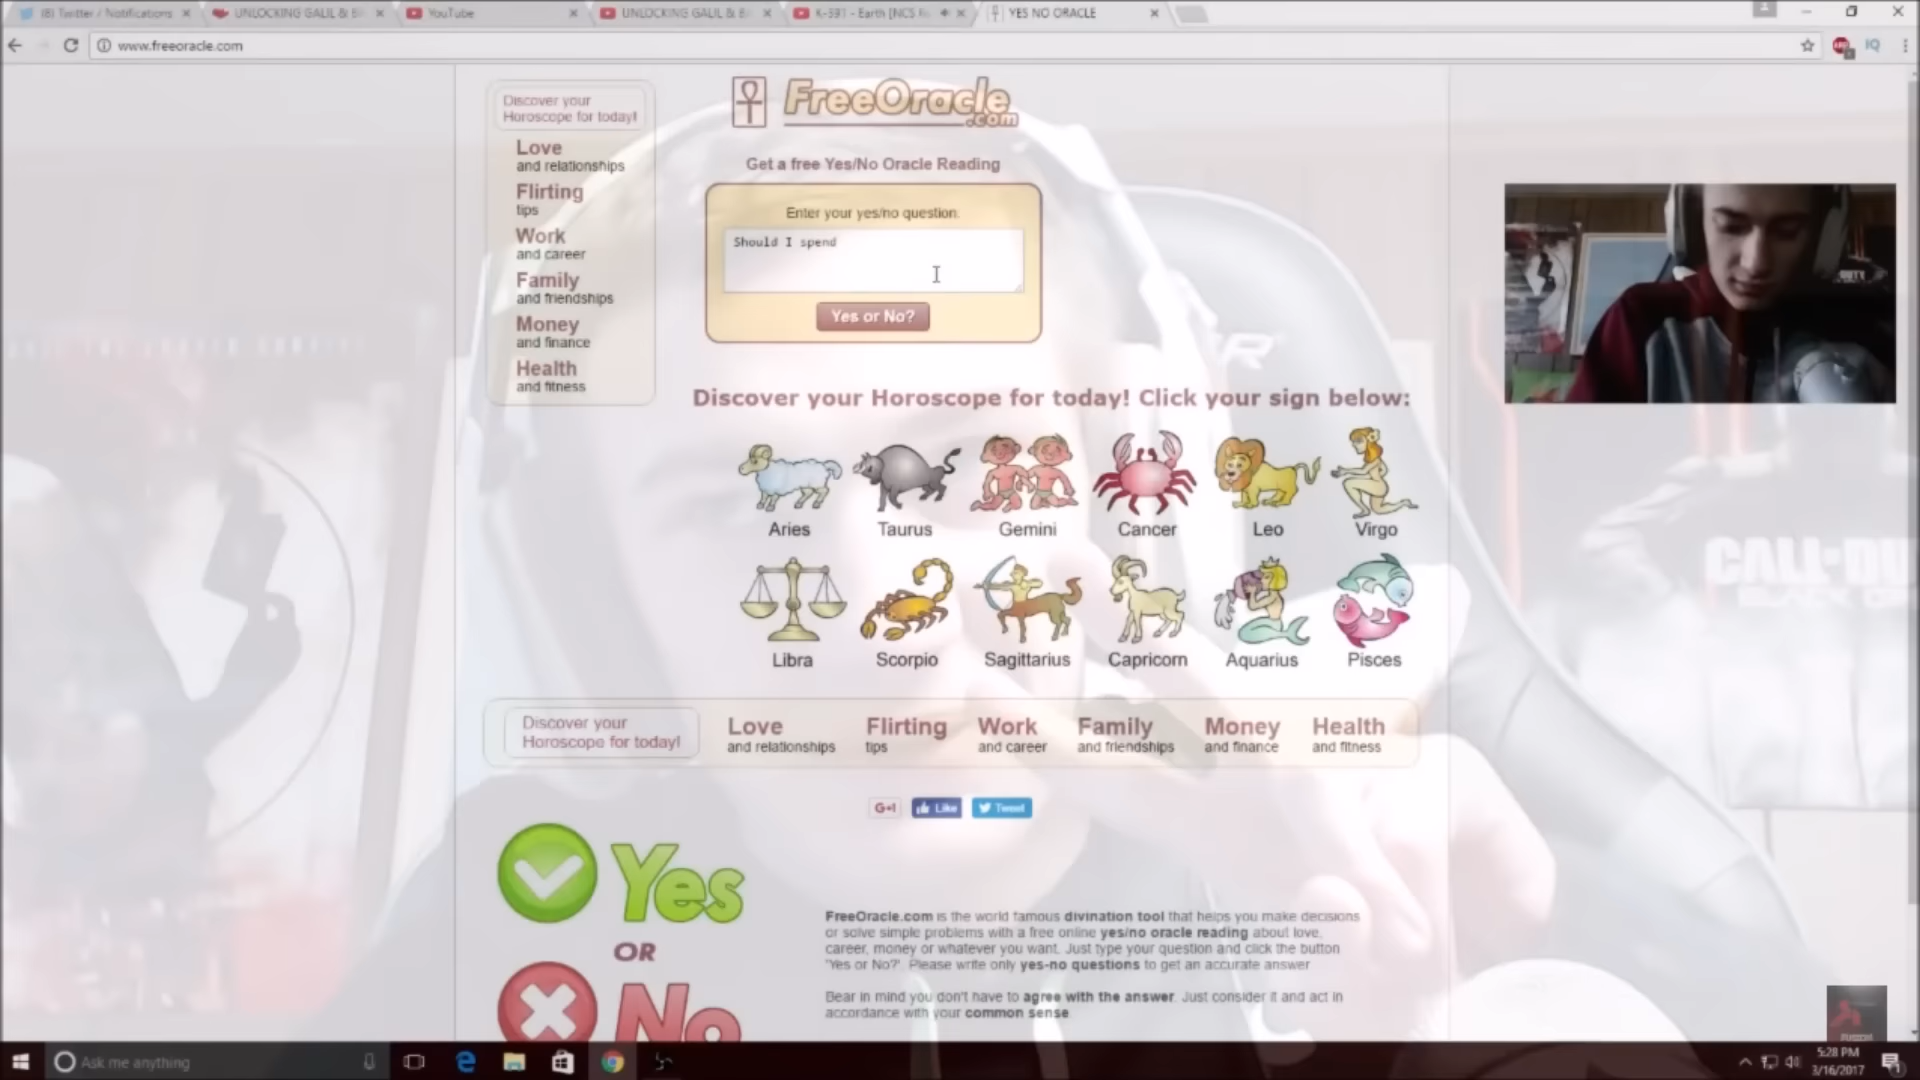 (8) Twitter / Notifications
UNLOCKING GALIL &
YouTube
UNLOCKING GALIL &
K-391 - Earth [NCS
YES NO ORACLE
www.freeoracle.com
IQ
Discover your
Horoscope for today!
Love
and relationships
Flirting
tips
Work
and career
Family
and friendships
Money
and finance
Health
and fitness
FreeOracle
.com
Get a free Yes/No Oracle Reading
Enter your yes/no question:
Should I spend
Yes or No?
Discover your Horoscope for today! Click your sign below:
Aries
Taurus
Gemini
Cancer
Leo
Virgo
Libra
Scorpio
Sagittarius
Capricorn
Aquarius
Pisces
Discover your
Horoscope for today!
Love
and relationships
Flirting
tips
Work
and career
Family
and friendships
Money
and finance
Health
and fitness
G+1
Like
Tweet
Yes
OR
No
FreeOracle.com is the world famous divination tool that helps you make decisions
or solve simple problems with a free online yes/no oracle reading about love,
career, money or whatever you want. Just type your question and click the button
"Yes or No?". Please write only yes-no questions to get an accurate answer
Bear in mind you don't have to agree with the answer. Just consider it and act in
accordance with your common sense
CALL OF DU
Ask me anything
5:28 PM
3/16/2017